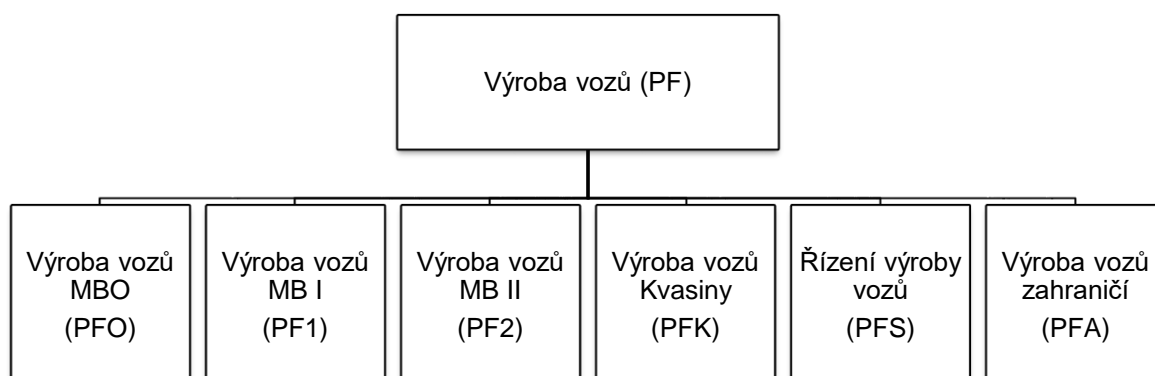 Výroba vozů (PF)
Výroba vozů
MBO
(PFO)
Výroba vozů
MB I
(PF1)
Výroba vozů
MB II
(PF2)
Výroba vozů
Kvasiny
(PFK)
Řízení výroby
vozů
(PFS)
Výroba vozů
zahraničí
(PFA)